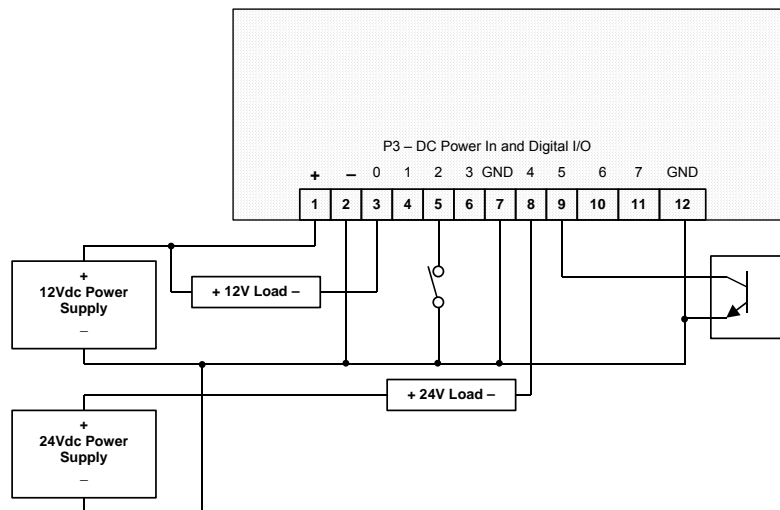 P3 – DC Power In and Digital I/O
+ – 0 1 2 3 GND 4 5 6 7 GND
1 2 3 4 5 6 7 8 9 10 11 12
+
12Vdc Power
Supply
–
+ 12V Load –
+ 24V Load –
+
24Vdc Power
Supply
–